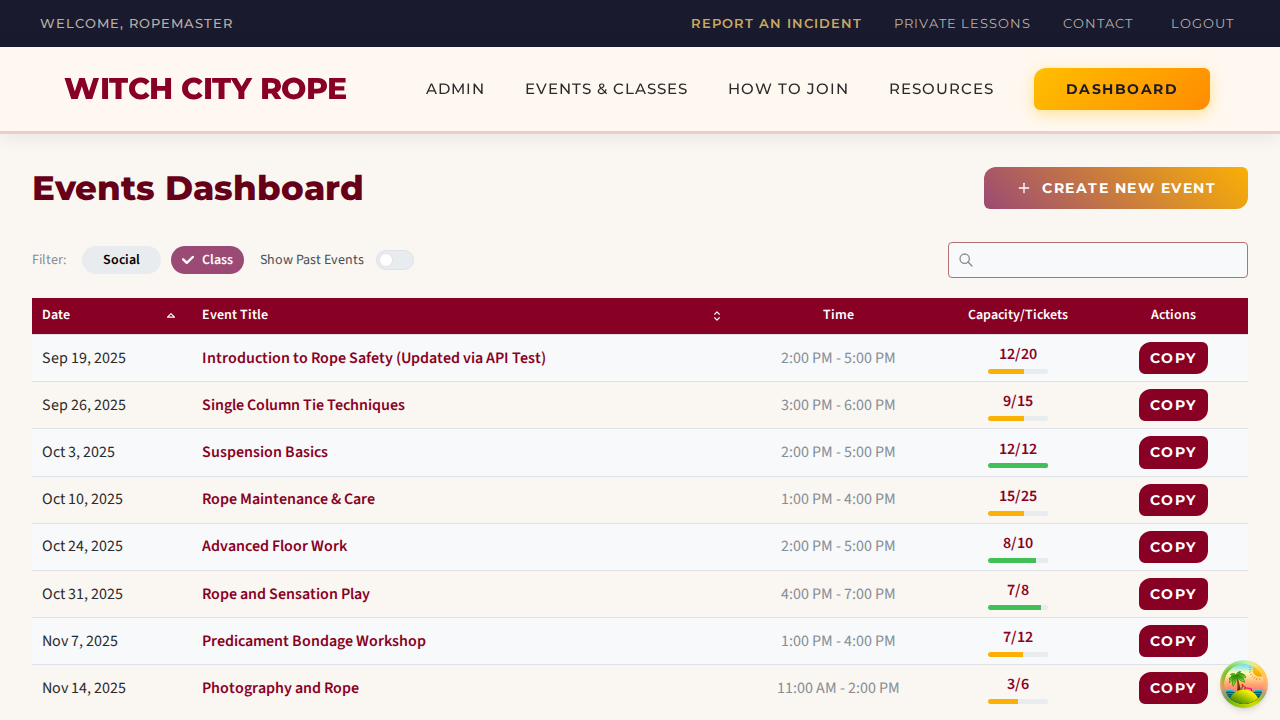 WELCOME, ROPEMASTER
REPORT AN INCIDENT PRIVATE LESSONS CONTACT LOGOUT
WITCH CITY ROPE ADMIN EVENTS & CLASSES HOW TO JOIN RESOURCES DASHBOARD
Events Dashboard
+ CREATE NEW EVENT
Filter: Social Class Show Past Events
Date Event Title Time Capacity/Tickets Actions
Sep 19, 2025 Introduction to Rope Safety (Updated via API Test) 2:00 PM - 5:00 PM 12/20 COPY
Sep 26, 2025 Single Column Tie Techniques 3:00 PM - 6:00 PM 9/15 COPY
Oct 3, 2025 Suspension Basics 2:00 PM - 5:00 PM 12/12 COPY
Oct 10, 2025 Rope Maintenance & Care 1:00 PM - 4:00 PM 15/25 COPY
Oct 24, 2025 Advanced Floor Work 2:00 PM - 5:00 PM 8/10 COPY
Oct 31, 2025 Rope and Sensation Play 4:00 PM - 7:00 PM 7/8 COPY
Nov 7, 2025 Predicament Bondage Workshop 1:00 PM - 4:00 PM 7/12 COPY
Nov 14, 2025 Photography and Rope 11:00 AM - 2:00 PM 3/6 COPY